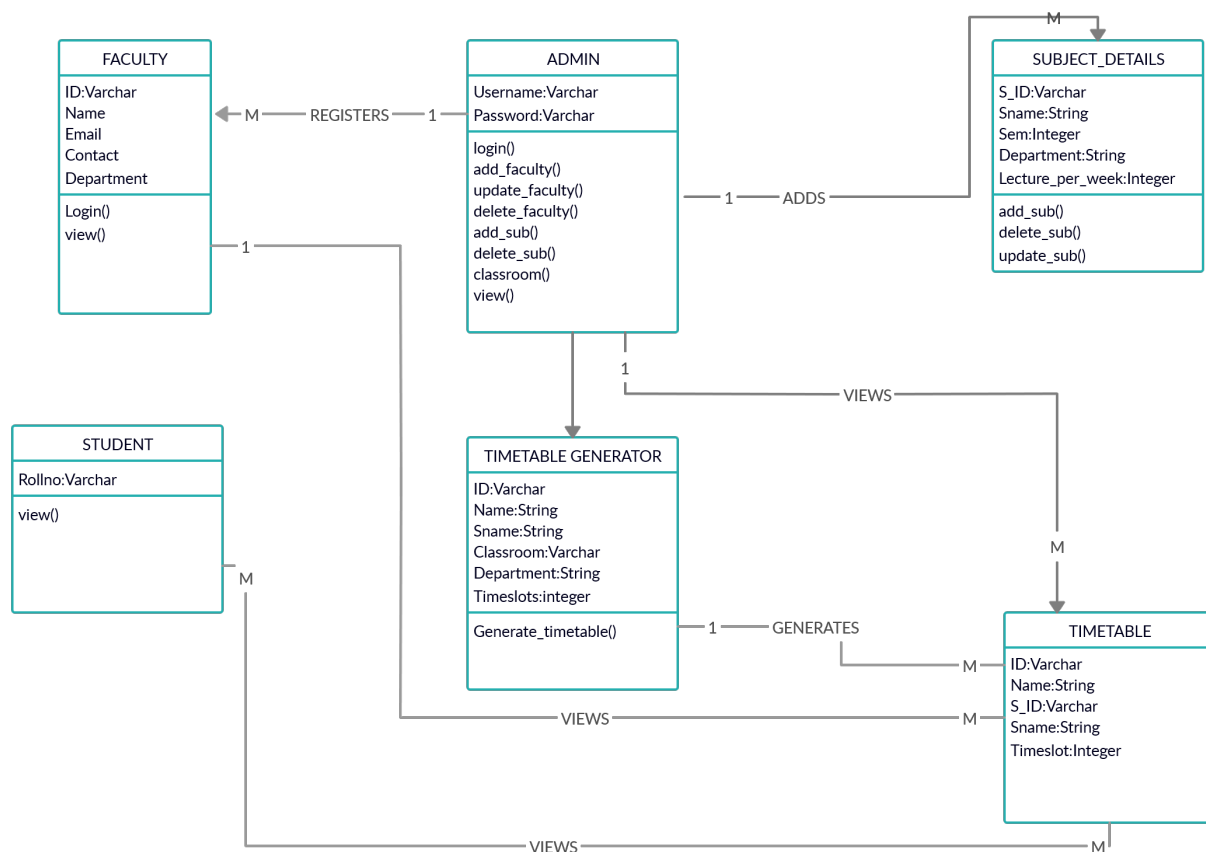 M
FACULTY
ID:Varchar
Name
Email
Contact
Department
Login()
view()
M
REGISTERS
1
ADMIN
Username:Varchar
Password:Varchar
login()
add_faculty()
update_faculty()
delete_faculty()
add_sub()
delete_sub()
classroom()
view()
1
ADDS
SUBJECT_DETAILS
S_ID:Varchar
Sname:String
Sem:Integer
Department:String
Lecture_per_week:Integer
add_sub()
delete_sub()
update_sub()
1
1
VIEWS
M
STUDENT
Rollno:Varchar
view()
M
TIMETABLE GENERATOR
ID:Varchar
Name:String
Sname:String
Classroom:Varchar
Department:String
Timeslots:integer
Generate_timetable()
1
GENERATES
M
TIMETABLE
ID:Varchar
Name:String
S_ID:Varchar
Sname:String
Timeslot:Integer
VIEWS
M
VIEWS
M